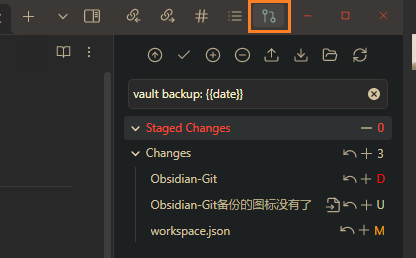 vault backup: {{date}}
Staged Changes 0
Changes 3
Obsidian-Git D
Obsidian-Git备份的图标没有了 U
workspace.json M